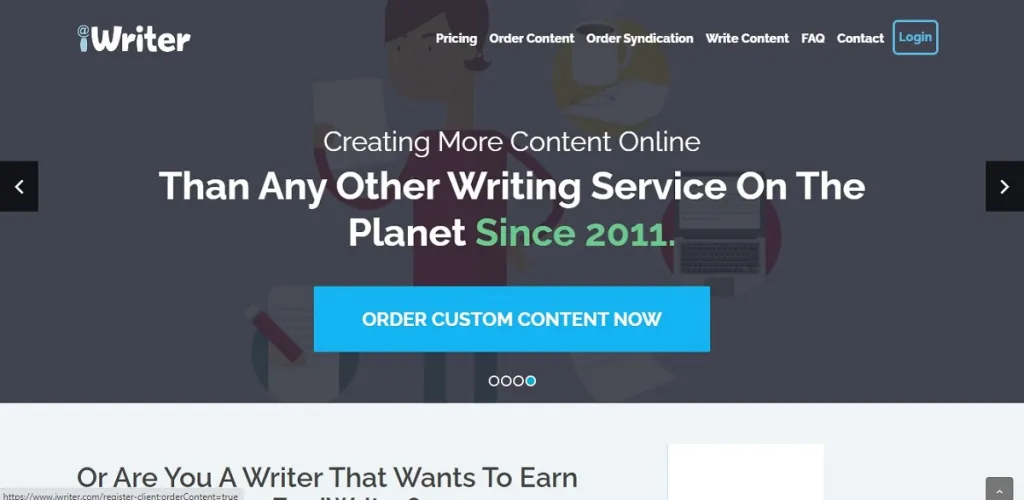 @
iWriter
Pricing Order Content Order Syndication Write Content FAQ Contact Login
Creating More Content Online
Than Any Other Writing Service On The
Planet Since 2011.
ORDER CUSTOM CONTENT NOW
Or Are You A Writer That Wants To Earn
https://www.iwriter.com/register-client;orderContent=true